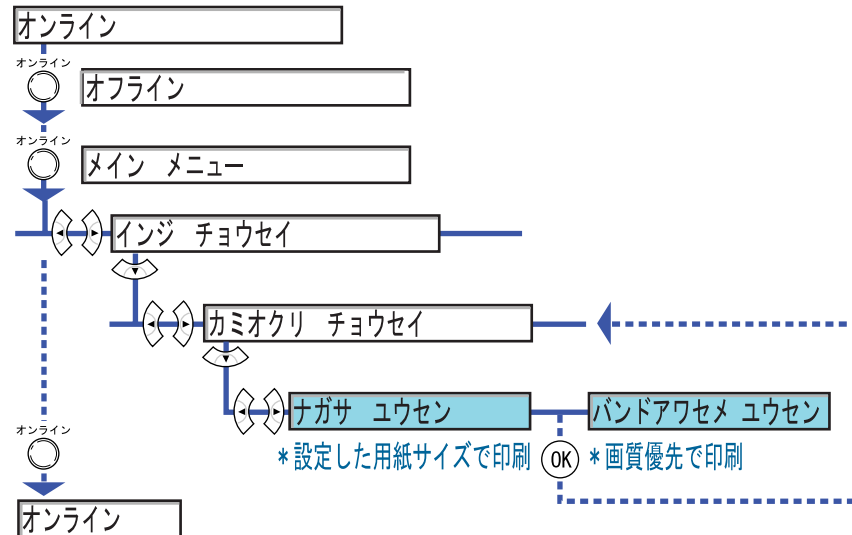 オンライン
オンライン
オフライン
オンライン
メイン メニュー
インジ チョウセイ
カミオクリ チョウセイ
ナガサ ユウセン
バンドアワセメ ユウセン
＊設定した用紙サイズで印刷
OK
＊画質優先で印刷
オンライン
オンライン